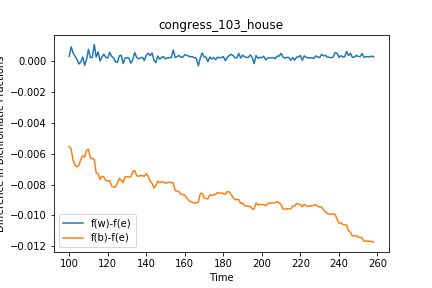 congress_103_house
Difference in Dichromatic Fractions
0.000
−0.002
−0.004
−0.006
−0.008
−0.010
−0.012
f(w)-f(e)
f(b)-f(e)
100 120 140 160 180 200 220 240 260
Time